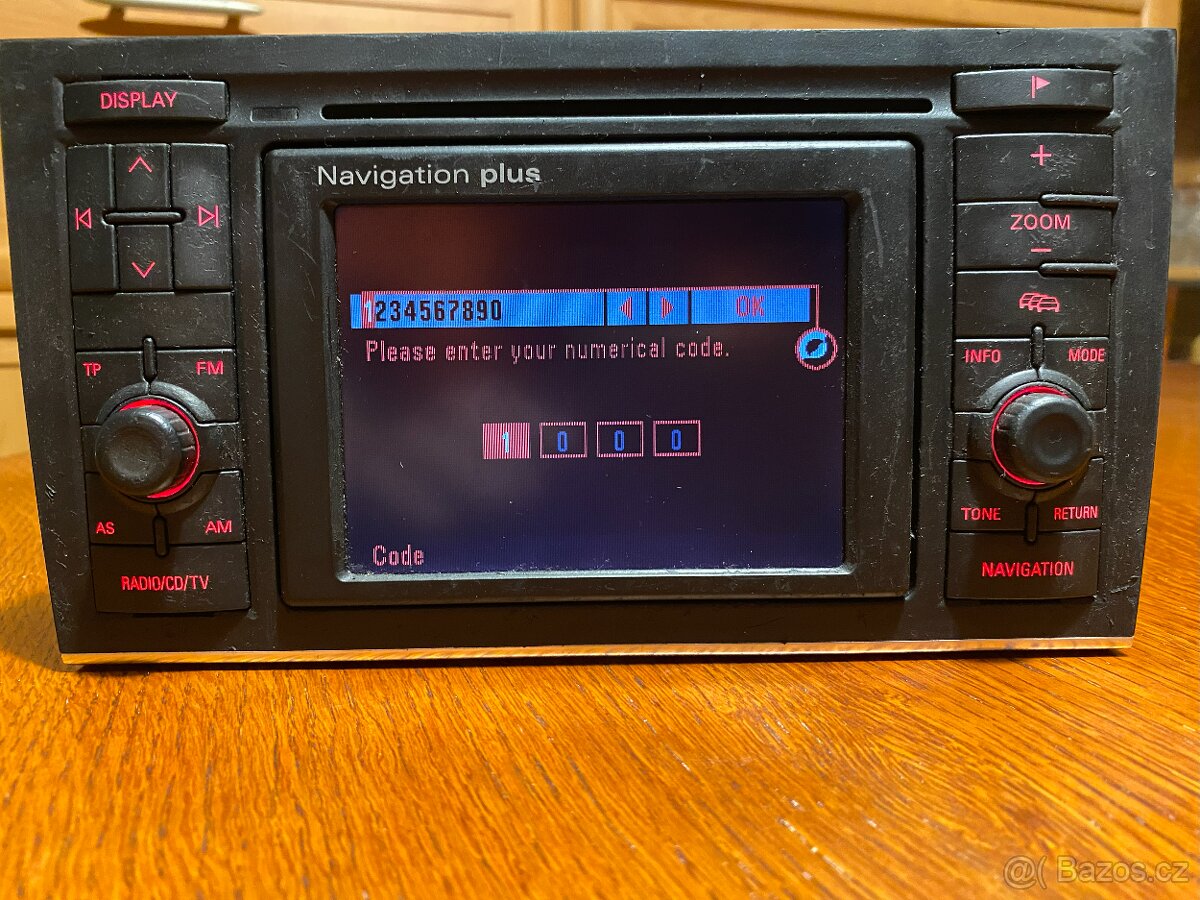 DISPLAY
Navigation plus
+
ZOOM
−
1234567890 OK
Please enter your numerical code.
1 0 0 0
Code
TP FM
AS AM
RADIO/CD/TV
INFO MODE
TONE RETURN
NAVIGATION
@( Bazos.cz